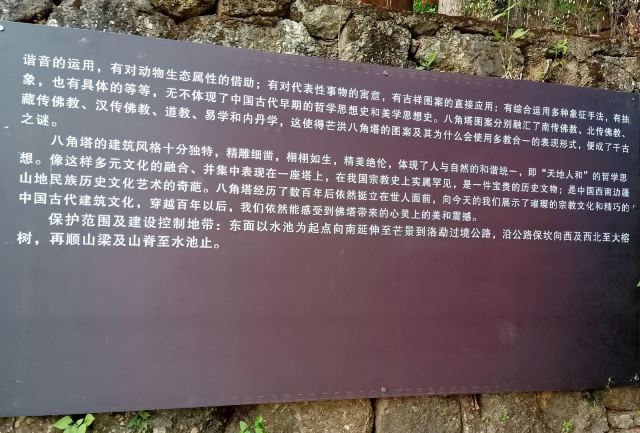 谐音的运用，有对动物生态属性的借助；有对代表性事物的寓意，有吉祥图案的直接应用；有综合运用多种象征手法，有抽
象，也有具体的等等，无不体现了中国古代早期的哲学思想史和美学思想史。八角塔图案分别融汇了南传佛教、北传佛教、
藏传佛教、汉传佛教、道教、易学和内丹学，这使得芒洪八角塔的图案及其为什么会使用多教合一的表现形式，便成了千古
之谜。
八角塔的建筑风格十分独特，精雕细凿，栩栩如生，精美绝伦，体现了人与自然的和谐统一，即“天地人和”的哲学思
想。像这样多元文化的融合、并集中表现在一座塔上，在我国宗教史上实属罕见，是一件宝贵的历史文物；是中国西南边疆
山地民族历史文化艺术的奇葩。八角塔经历了数百年后依然挺立在世人面前，向今天的我们展示了璀璨的宗教文化和精巧的
中国古代建筑文化，穿越百年以后，我们依然能感受到佛塔带来的心灵上的美和震撼。
保护范围及建设控制地带：东面以水池为起点向南延伸至芒景到洛勐过境公路，沿公路保坎向西及西北至大榕
树，再顺山梁及山脊至水池止。